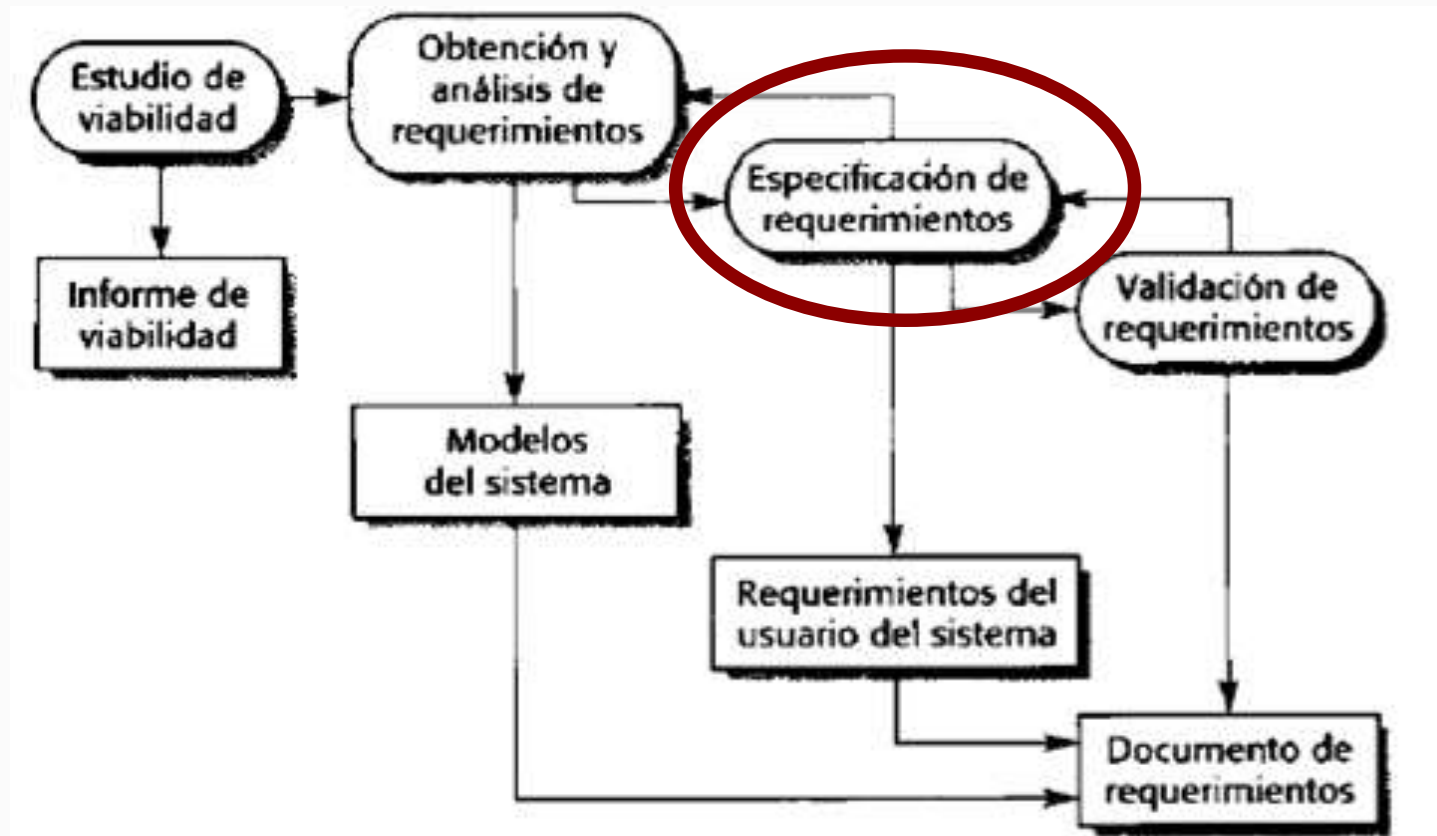 Estudio de
viabilidad
Obtención y
análisis de
requerimientos
Especificación de
requerimientos
Validación de
requerimientos
Informe de
viabilidad
Modelos
del sistema
Requerimientos del
usuario del sistema
Documento de
requerimientos